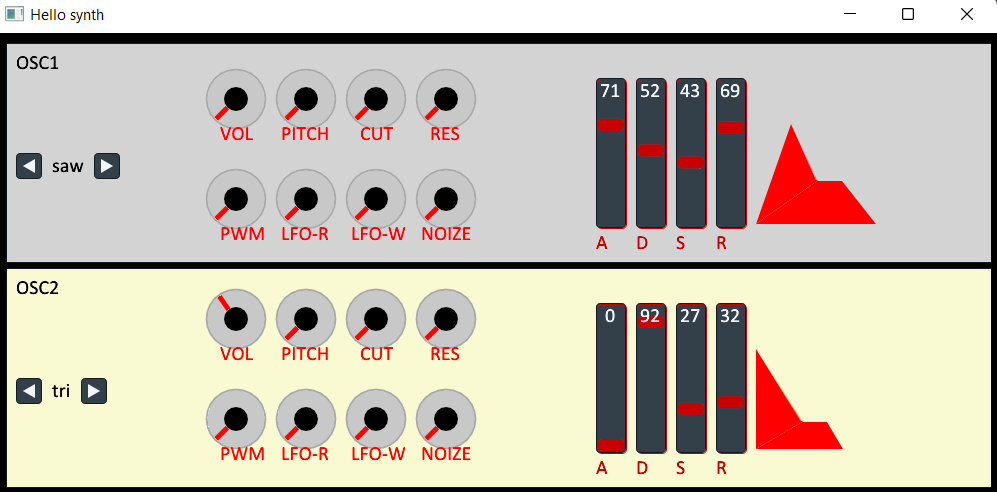 Hello synth
OSC1
71 52 43 69
VOL PITCH CUT RES
saw
PWM LFO-R LFO-W NOIZE
A D S R
OSC2
0 92 27 32
VOL PITCH CUT RES
tri
PWM LFO-R LFO-W NOIZE
A D S R